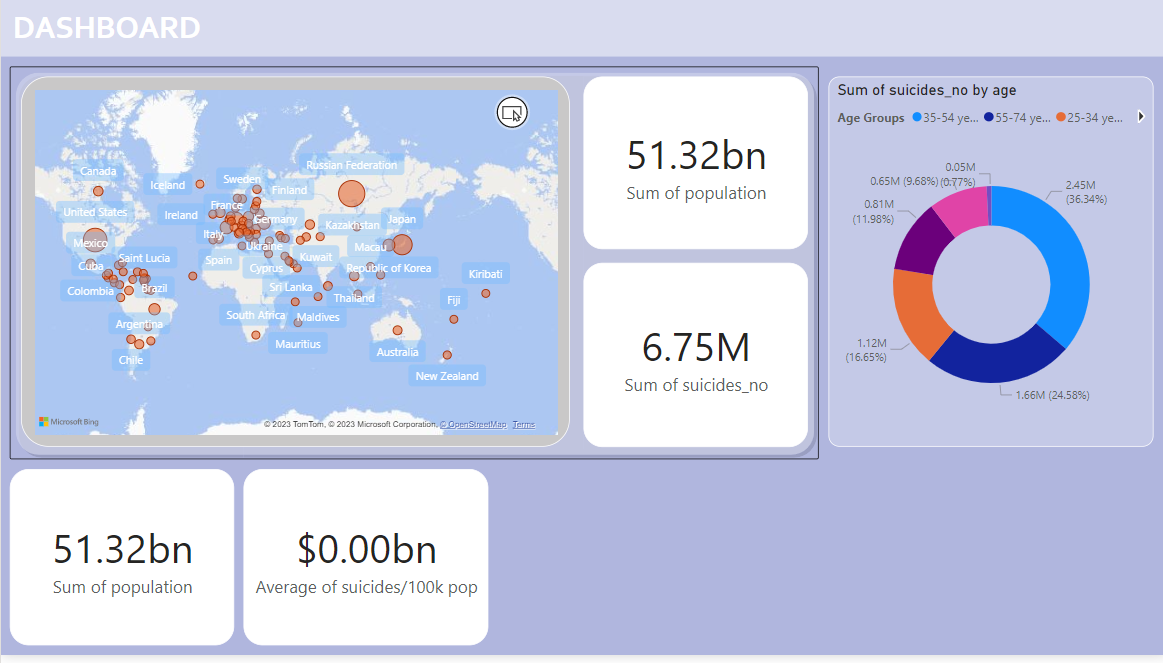 DASHBOARD
Russian Federation
Canada
Sweden
Iceland
Finland
France
United States
Ireland
Germany
Japan
Kazakhstan
Italy
Mexico
Ukraine
Macau
Saint Lucia
Spain
Kuwait
Cuba
Cyprus
Republic of Korea
Kiribati
Colombia
Brazil
Sri Lanka
Thailand
Fiji
South Africa
Maldives
Argentina
Mauritius
Australia
Chile
New Zealand
Microsoft Bing
© 2023 TomTom, © 2023 Microsoft Corporation, © OpenStreetMap Terms
51.32bn
Sum of population
6.75M
Sum of suicides_no
Sum of suicides_no by age
Age Groups 35-54 ye... 55-74 ye... 25-34 ye...
0.05M
(0.77%)
0.65M (9.68%)
2.45M
(36.34%)
0.81M
(11.98%)
1.12M
(16.65%)
1.66M (24.58%)
51.32bn
Sum of population
$0.00bn
Average of suicides/100k pop